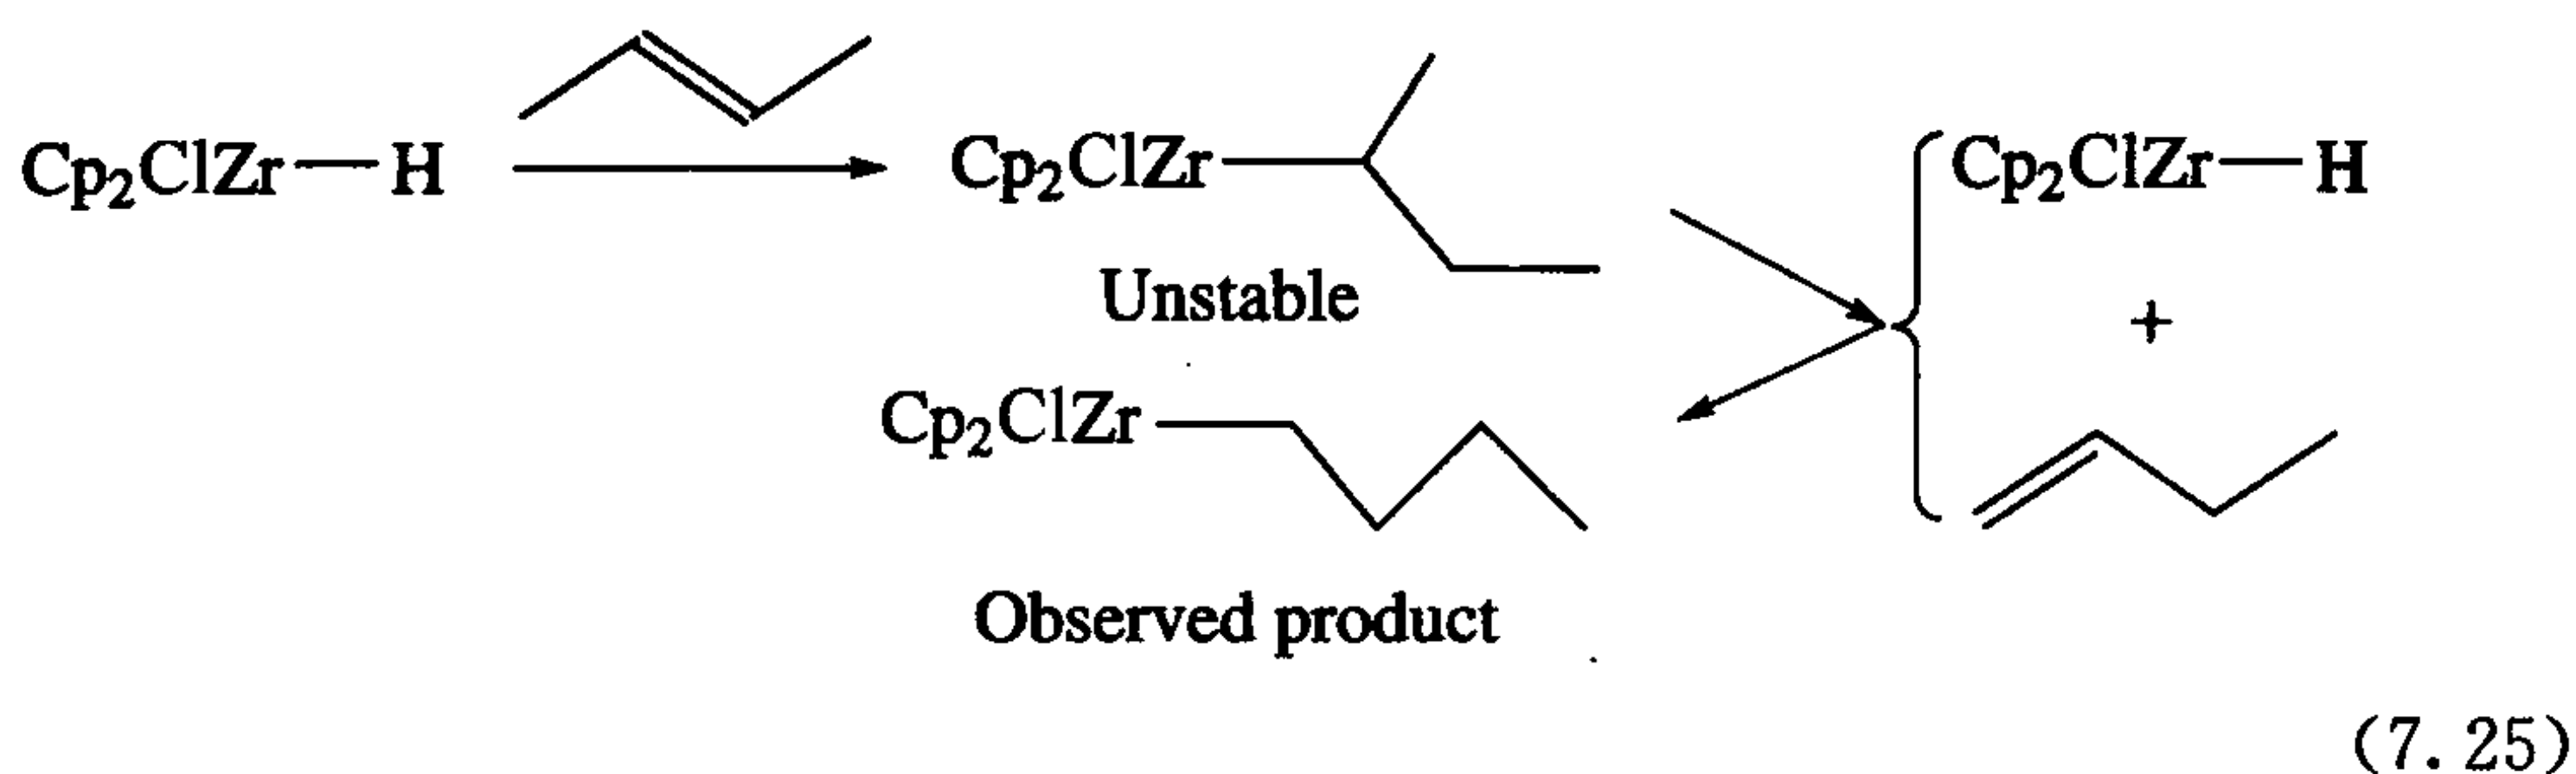 Cp₂ClZr—H
Cp₂ClZr
Cp₂ClZr—H
Unstable
+
Cp₂ClZr
Observed product
(7.25)